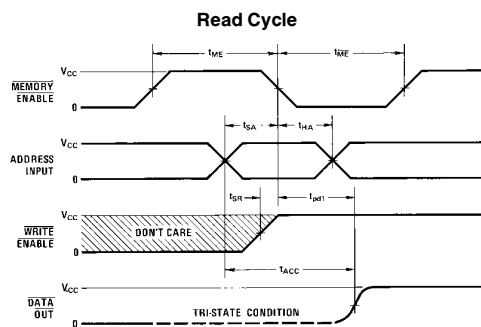 Read Cycle
tME
tME
VCC
MEMORY
ENABLE
0
tSA
tHA
VCC
ADDRESS
INPUT
0
tSR
tpd1
VCC
DON'T CARE
WRITE
ENABLE
0
tACC
VCC
DATA
OUT
TRI-STATE CONDITION
0